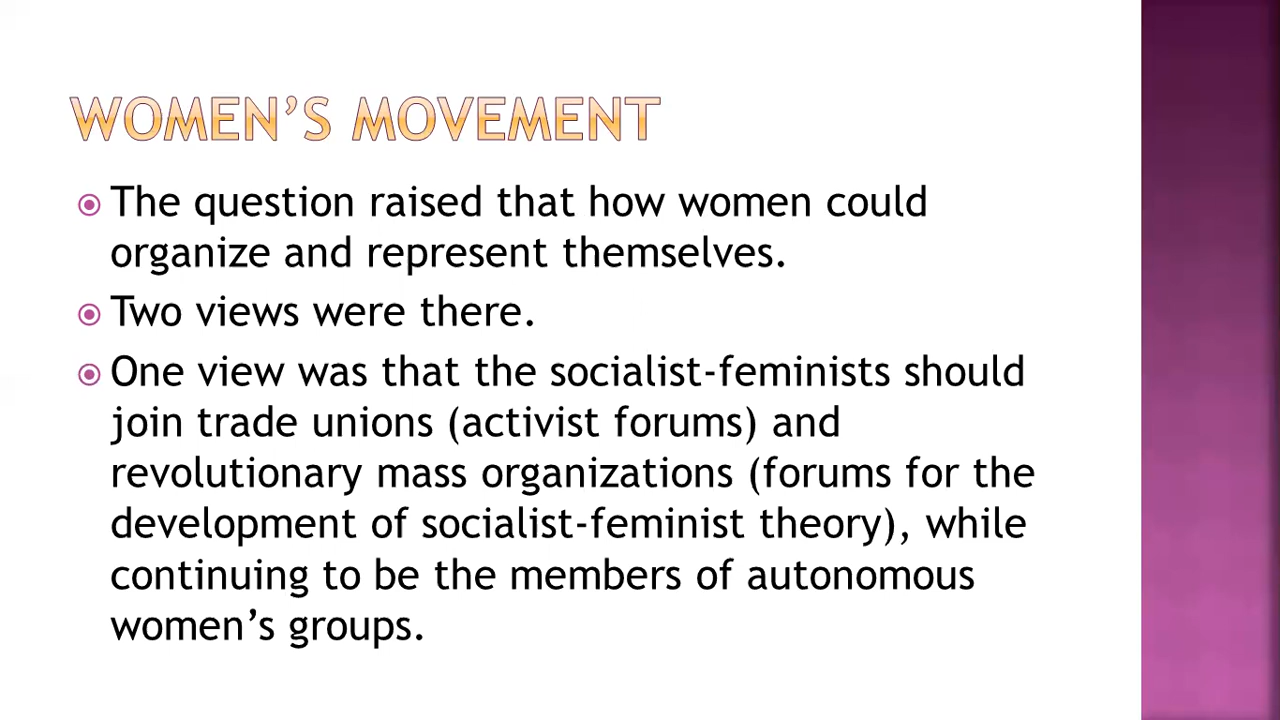 WOMEN’S MOVEMENT
The question raised that how women could
organize and represent themselves.
Two views were there.
One view was that the socialist-feminists should
join trade unions (activist forums) and
revolutionary mass organizations (forums for the
development of socialist-feminist theory), while
continuing to be the members of autonomous
women’s groups.